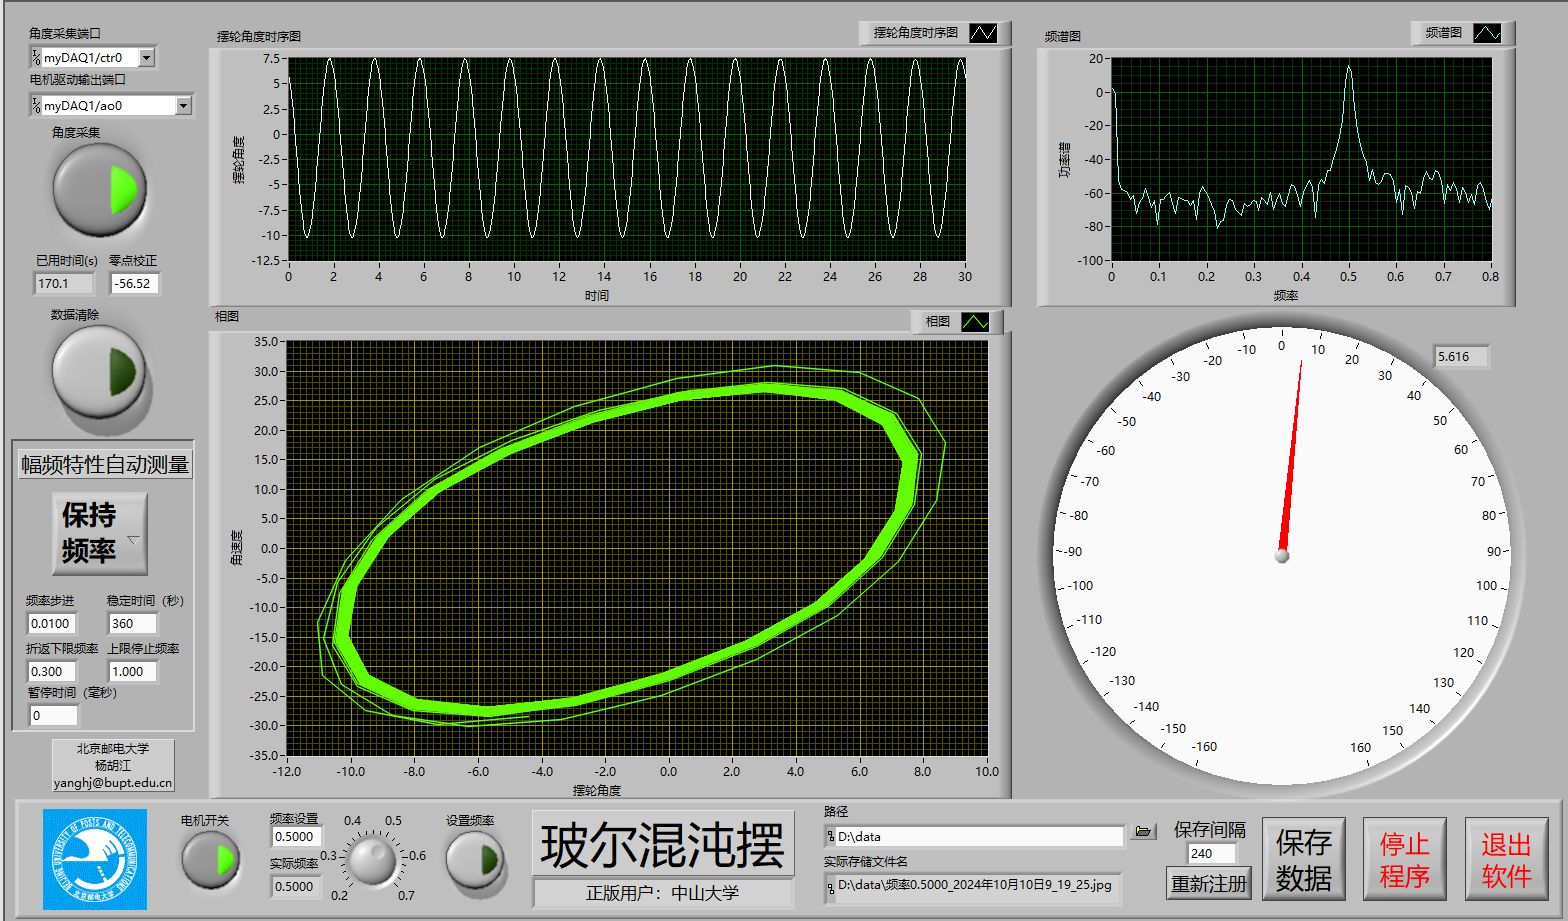 角度采集端口
myDAQ1/ctr0
电机驱动输出端口
myDAQ1/ao0
角度采集
已用时间(s) 零点校正
170.1 -56.52
数据清除
幅频特性自动测量
保持
频率
频率步进 稳定时间（秒）
0.0100 360
折返下限频率 上限停止频率
0.300 1.000
暂停时间（毫秒）
0
北京邮电大学
杨胡江
yanghj@bupt.edu.cn
摆轮角度时序图 摆轮角度时序图
7.5
5
2.5
0
-2.5
-5
-7.5
-10
-12.5
摆轮角度
0 2 4 6 8 10 12 14 16 18 20 22 24 26 28 30
时间
频谱图 频谱图
20
0
-20
-40
-60
-80
-100
功率谱
0 0.1 0.2 0.3 0.4 0.5 0.6 0.7 0.8
频率
相图 相图
35.0
30.0
25.0
20.0
15.0
10.0
5.0
0.0
-5.0
-10.0
-15.0
-20.0
-25.0
-30.0
-35.0
角速度
-12.0 -10.0 -8.0 -6.0 -4.0 -2.0 0.0 2.0 4.0 6.0 8.0 10.0
摆轮角度
5.616
-160 -150 -140 -130 -120 -110 -100 -90 -80 -70 -60 -50 -40 -30 -20 -10 0 10 20 30 40 50 60 70 80 90 100 110 120 130 140 150 160
电机开关
频率设置
0.5000
实际频率
0.5000
0.2 0.3 0.4 0.5 0.6 0.7
设置频率
玻尔混沌摆
正版用户：中山大学
路径
D:\data
实际存储文件名
D:\data\频率0.5000_2024年10月10日9_19_25.jpg
保存间隔
240
重新注册
保存
数据
停止
程序
退出
软件
BEIJING UNIVERSITY OF POSTS AND TELECOMMUNICATIONS
北京邮电大学